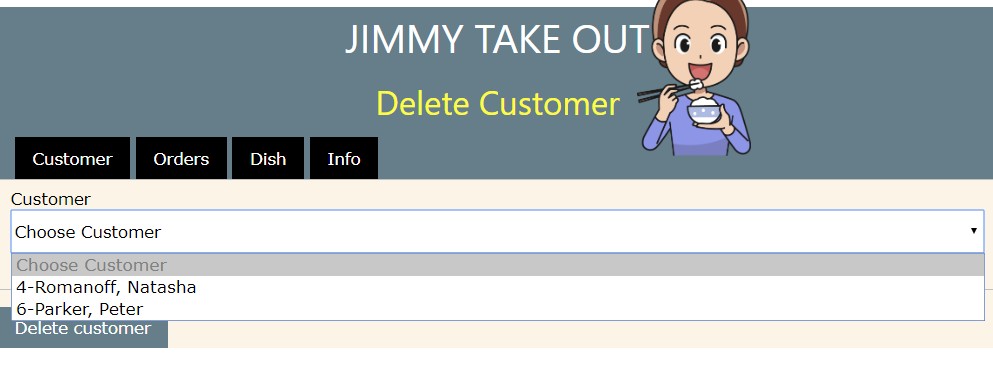 JIMMY TAKE OUT
Delete Customer
Customer Orders Dish Info
Customer
Choose Customer
Choose Customer
4-Romanoff, Natasha
6-Parker, Peter
Delete customer